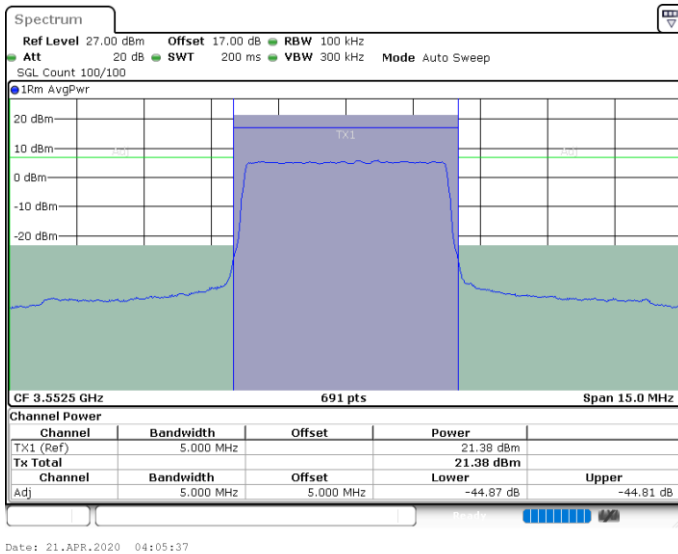 Spectrum
Ref Level 27.00 dBm Offset 17.00 dB RBW 100 kHz
Att 20 dB SWT 200 ms VBW 300 kHz Mode Auto Sweep
SGL Count 100/100
1Rm AvgPwr
20 dBm
TX1
10 dBm
Adj Adj
0 dBm
-10 dBm
-20 dBm
CF 3.5525 GHz 691 pts Span 15.0 MHz
Channel Power
Channel Bandwidth Offset Power
TX1 (Ref) 5.000 MHz 21.38 dBm
Tx Total 21.38 dBm
Channel Bandwidth Offset Lower Upper
Adj 5.000 MHz 5.000 MHz -44.87 dB -44.81 dB
Ready
Date: 21.APR.2020 04:05:37